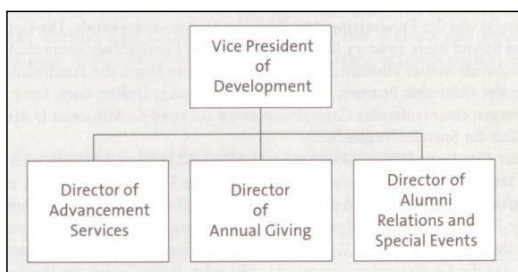 Vice President
of
Development
Director of
Advancement
Services
Director
of
Annual Giving
Director of
Alumni
Relations and
Special Events